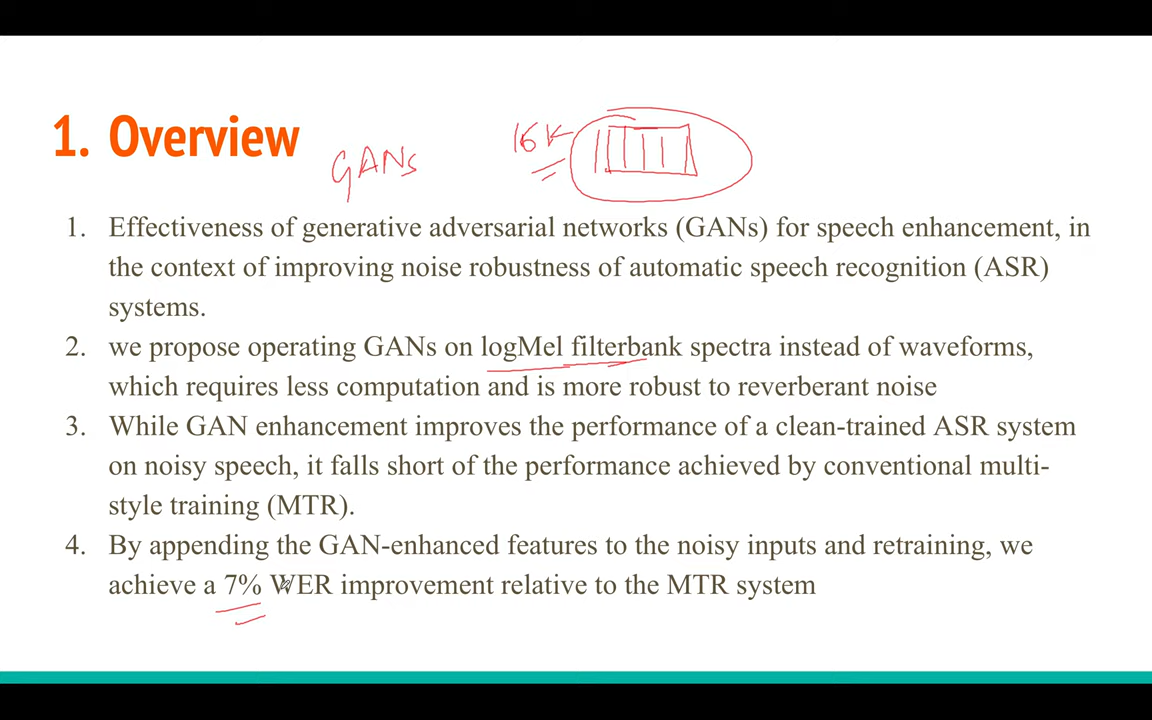 1. Overview
GANs
16K
1. Effectiveness of generative adversarial networks (GANs) for speech enhancement, in
the context of improving noise robustness of automatic speech recognition (ASR)
systems.
2. we propose operating GANs on logMel filterbank spectra instead of waveforms,
which requires less computation and is more robust to reverberant noise
3. While GAN enhancement improves the performance of a clean-trained ASR system
on noisy speech, it falls short of the performance achieved by conventional multi-
style training (MTR).
4. By appending the GAN-enhanced features to the noisy inputs and retraining, we
achieve a 7% WER improvement relative to the MTR system